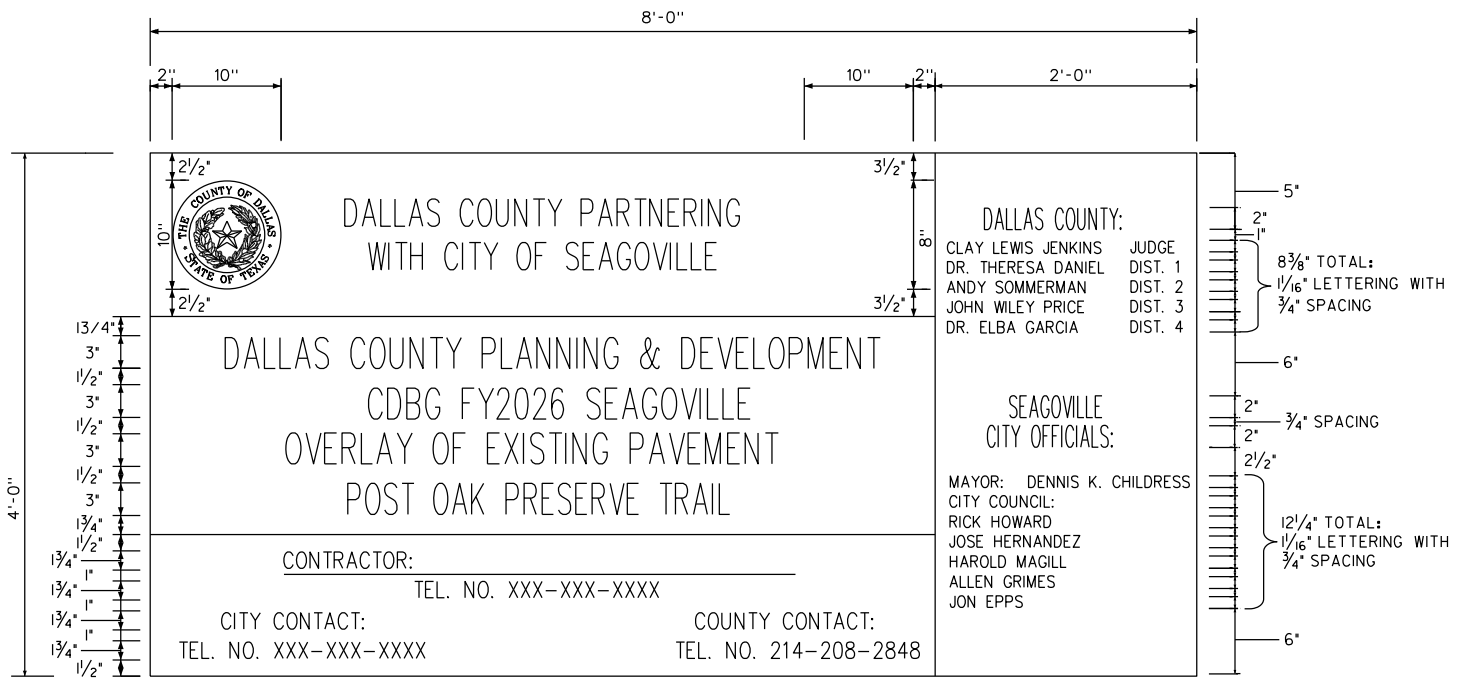 8'-0"
2" 10" 10" 2" 2'-0"
4'-0"
2½"
10"
2½"
THE COUNTY OF DALLAS
* STATE OF TEXAS *
DALLAS COUNTY PARTNERING
WITH CITY OF SEAGOVILLE
3½"
8"
3½"
13/4"
3"
1½"
3"
1½"
3"
1½"
3"
1¾"
1½"
1¾"
1"
1¾"
1"
1¾"
1"
1¾"
1½"
DALLAS COUNTY PLANNING & DEVELOPMENT
CDBG FY2026 SEAGOVILLE
OVERLAY OF EXISTING PAVEMENT
POST OAK PRESERVE TRAIL
CONTRACTOR:
TEL. NO. XXX-XXX-XXXX
CITY CONTACT:
TEL. NO. XXX-XXX-XXXX
COUNTY CONTACT:
TEL. NO. 214-208-2848
DALLAS COUNTY:
CLAY LEWIS JENKINS JUDGE
DR. THERESA DANIEL DIST. 1
ANDY SOMMERMAN DIST. 2
JOHN WILEY PRICE DIST. 3
DR. ELBA GARCIA DIST. 4
SEAGOVILLE
CITY OFFICIALS:
MAYOR: DENNIS K. CHILDRESS
CITY COUNCIL:
RICK HOWARD
JOSE HERNANDEZ
HAROLD MAGILL
ALLEN GRIMES
JON EPPS
5"
2"
1"
8⅜" TOTAL:
1⅟16" LETTERING WITH
¾" SPACING
6"
2"
¾" SPACING
2"
2½"
12¼" TOTAL:
1⅟16" LETTERING WITH
¾" SPACING
6"